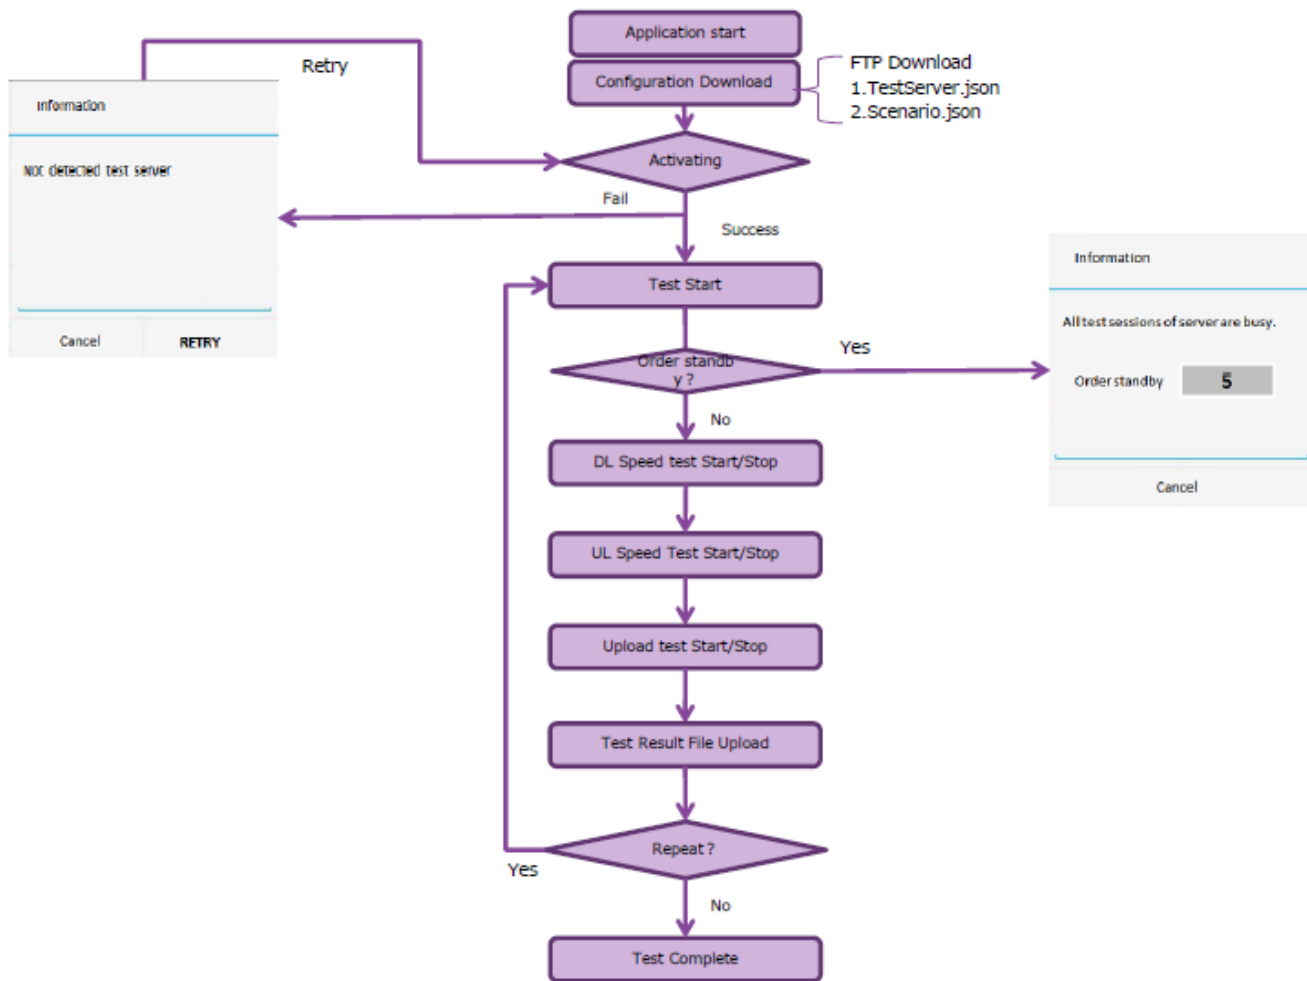 Application start
Configuration Download
FTP Download
1.TestServer.json
2.Scenario.json
Retry
Information
Not detected test server
Cancel
RETRY
Activating
Fail
Success
Test Start
Order standb
y ?
Yes
Information
All test sessions of server are busy.
Order standby
5
Cancel
No
DL Speed test Start/Stop
UL Speed Test Start/Stop
Upload test Start/Stop
Test Result File Upload
Repeat ?
Yes
No
Test Complete